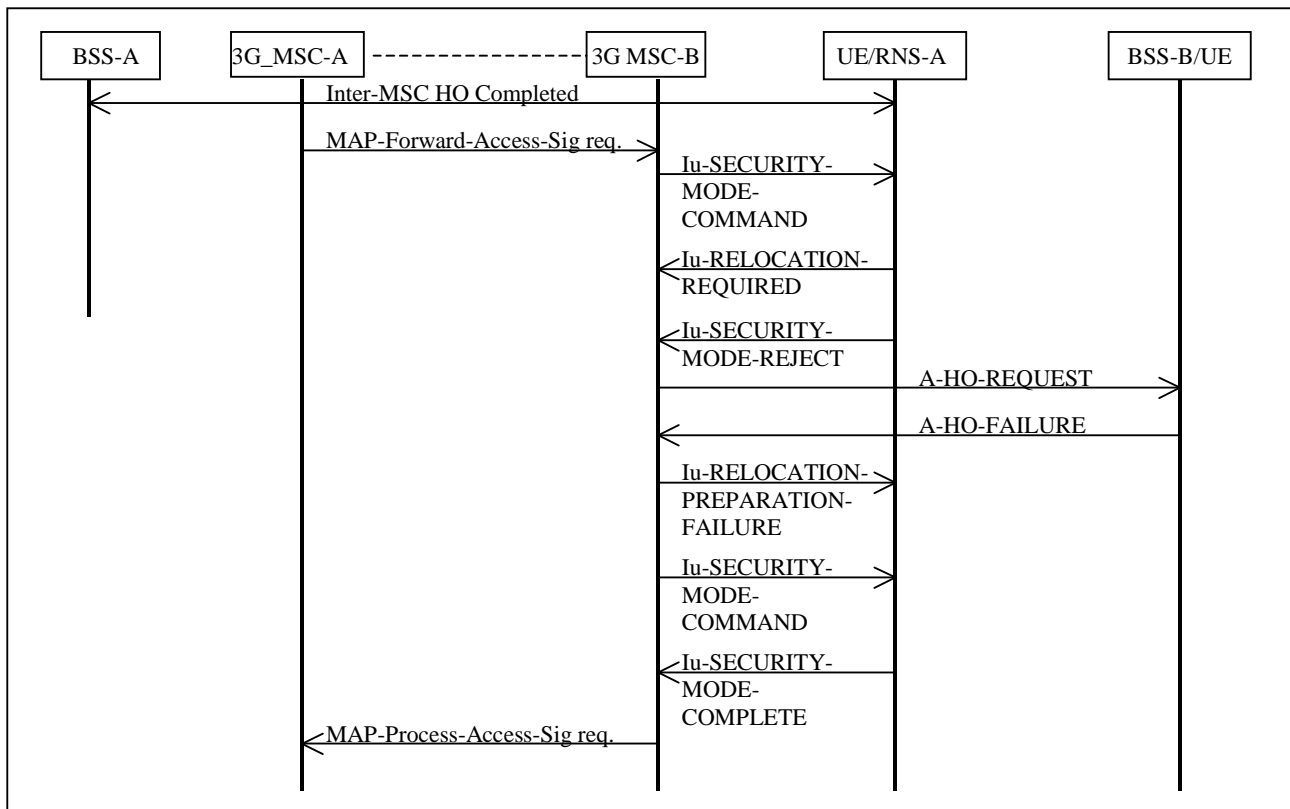 BSS-A
3G_MSC-A
3G MSC-B
UE/RNS-A
BSS-B/UE
Inter-MSC HO Completed
MAP-Forward-Access-Sig req.
Iu-SECURITY-
MODE-
COMMAND
Iu-RELOCATION-
REQUIRED
Iu-SECURITY-
MODE-REJECT
A-HO-REQUEST
A-HO-FAILURE
Iu-RELOCATION-
PREPARATION-
FAILURE
Iu-SECURITY-
MODE-
COMMAND
Iu-SECURITY-
MODE-
COMPLETE
MAP-Process-Access-Sig req.